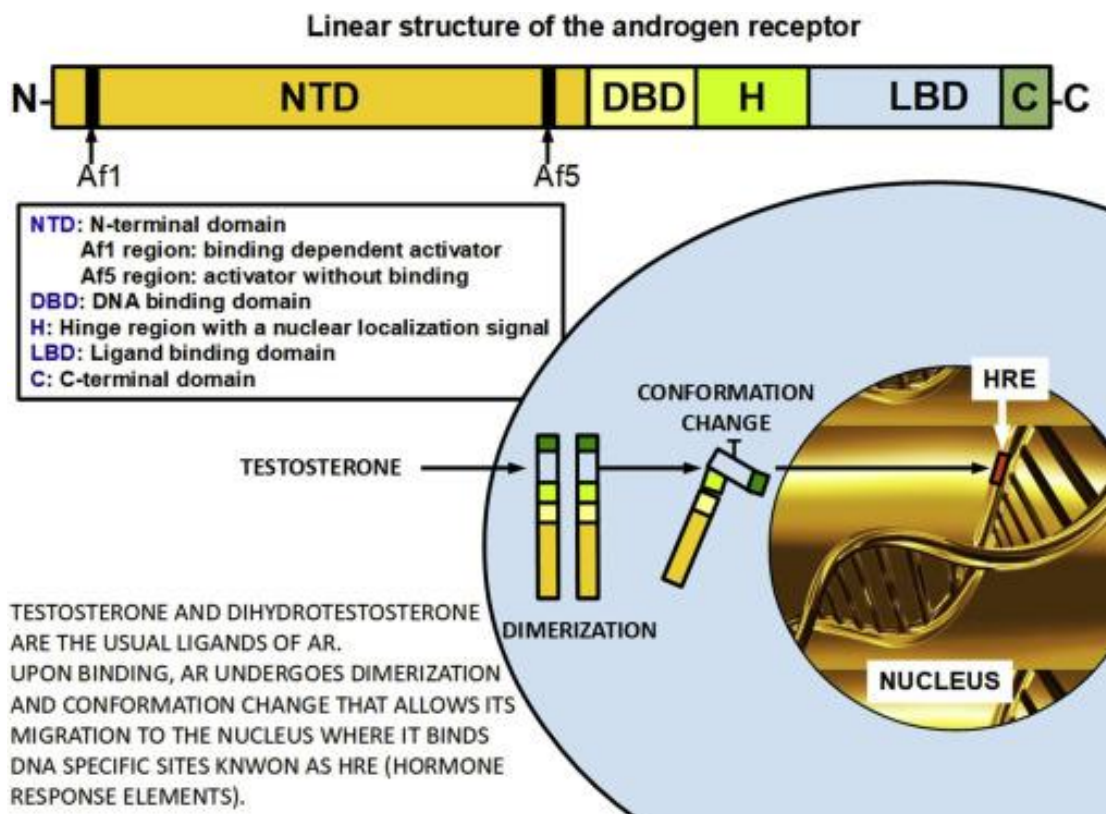 Linear structure of the androgen receptor
N- NTD DBD H LBD C -C
Af1 Af5
NTD: N-terminal domain
Af1 region: binding dependent activator
Af5 region: activator without binding
DBD: DNA binding domain
H: Hinge region with a nuclear localization signal
LBD: Ligand binding domain
C: C-terminal domain
HRE
CONFORMATION
CHANGE
T
TESTOSTERONE
DIMERIZATION
NUCLEUS
TESTOSTERONE AND DIHYDROTESTOSTERONE
ARE THE USUAL LIGANDS OF AR.
UPON BINDING, AR UNDERGOES DIMERIZATION
AND CONFORMATION CHANGE THAT ALLOWS ITS
MIGRATION TO THE NUCLEUS WHERE IT BINDS
DNA SPECIFIC SITES KNWON AS HRE (HORMONE
RESPONSE ELEMENTS).